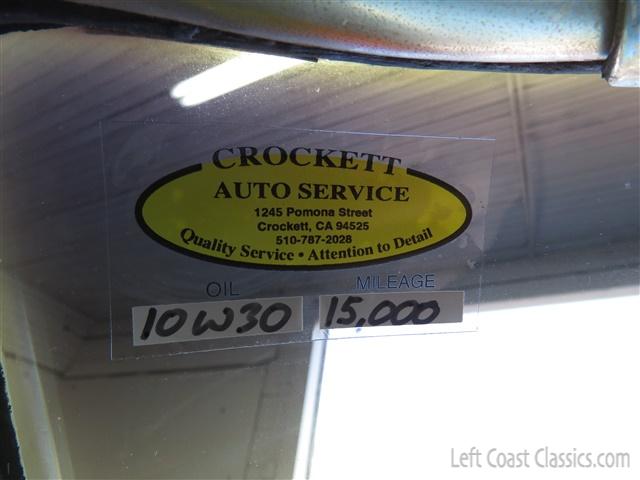 CROCKETT
AUTO SERVICE
1245 Pomona Street
Crockett, CA 94525
510-787-2028
Quality Service • Attention to Detail
OIL MILEAGE
10W30 15,000
Left Coast Classics.com